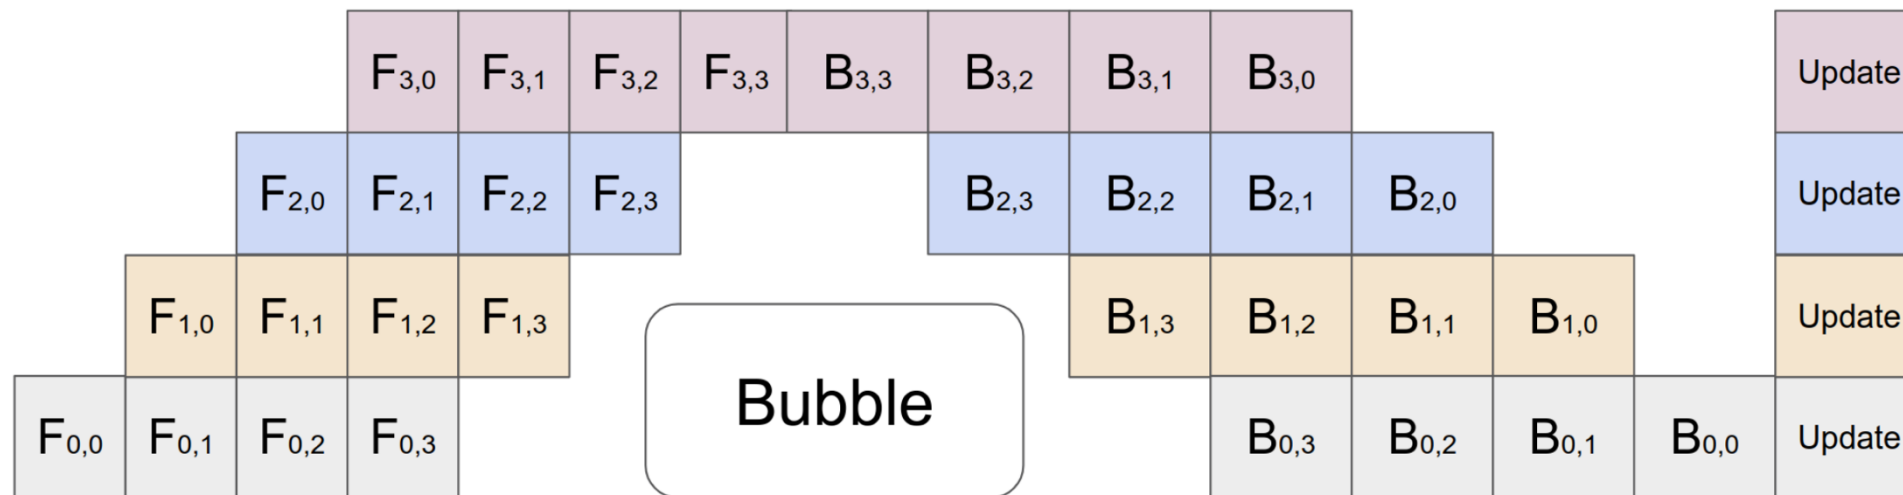 F3,0 F3,1 F3,2 F3,3 B3,3 B3,2 B3,1 B3,0 Update
F2,0 F2,1 F2,2 F2,3 B2,3 B2,2 B2,1 B2,0 Update
F1,0 F1,1 F1,2 F1,3 B1,3 B1,2 B1,1 B1,0 Update
Bubble
F0,0 F0,1 F0,2 F0,3 B0,3 B0,2 B0,1 B0,0 Update